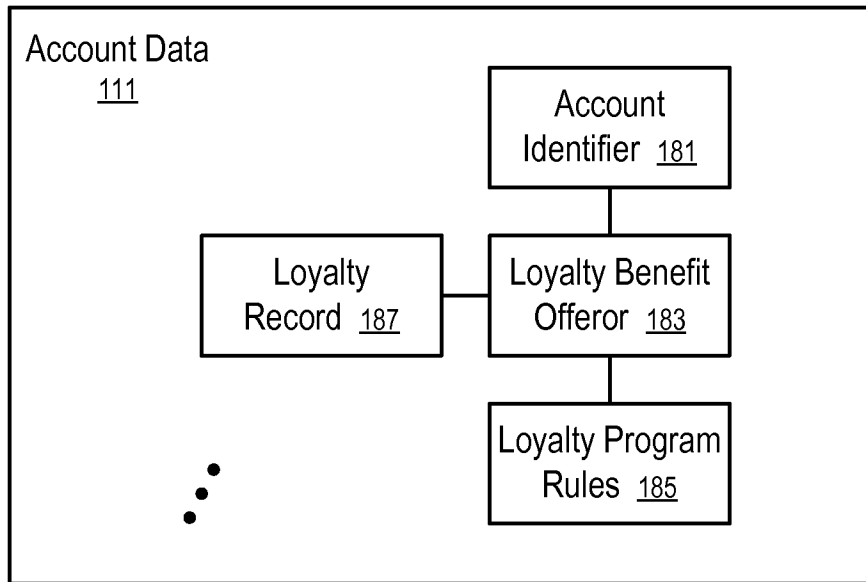 Account Data
111
Account
Identifier 181
Loyalty
Record 187
Loyalty Benefit
Offeror 183
Loyalty Program
Rules 185